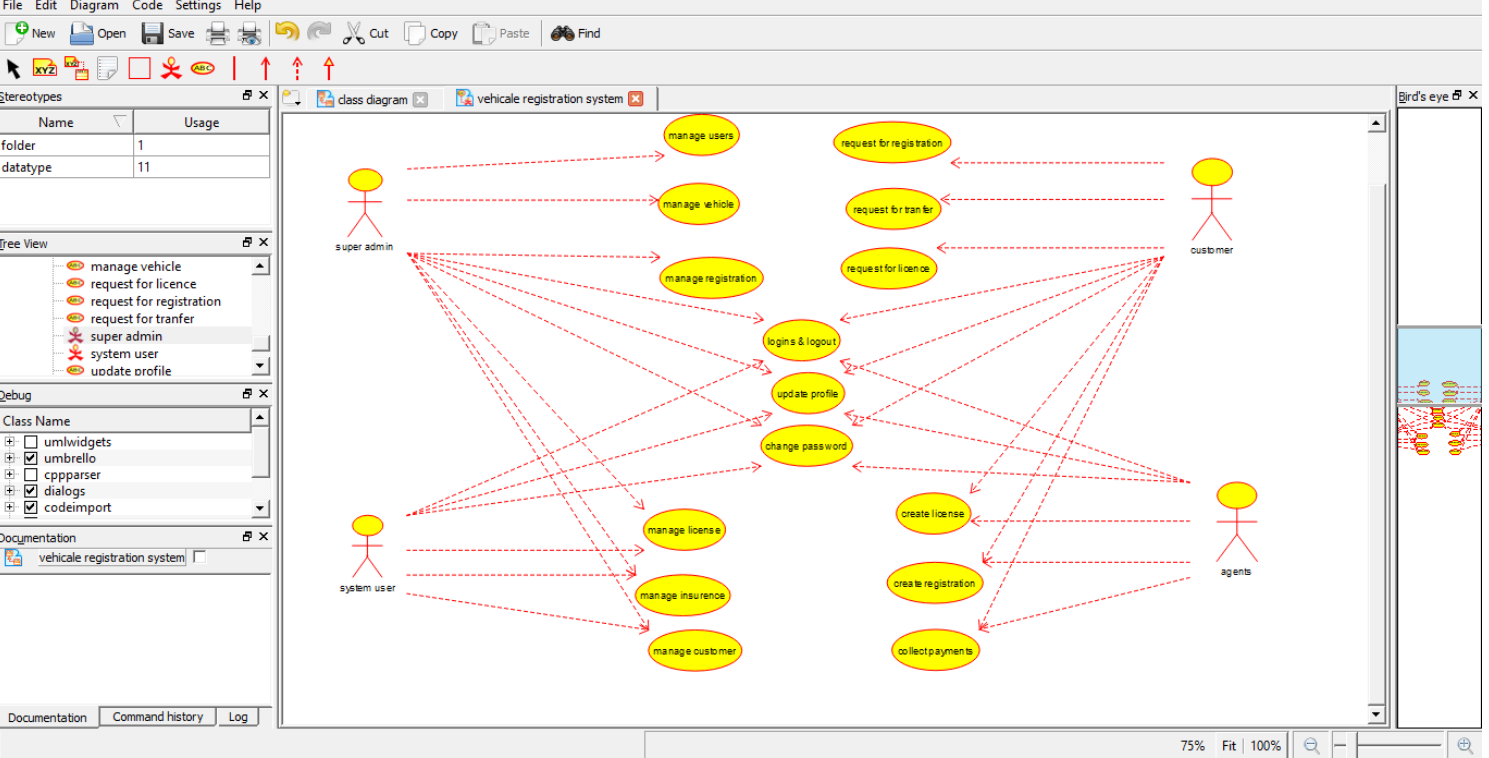 File Edit Diagram Code Settings Help
New Open Save Cut Copy Paste Find
XYZ XYZ ABC
Stereotypes
Name Usage
folder 1
datatype 11
Tree View
manage vehicle
request for licence
request for registration
request for tranfer
super admin
system user
update profile
Debug
Class Name
umlwidgets
umbrello
cppparser
dialogs
codeimport
Documentation
vehicale registration system
Documentation Command history Log
class diagram vehicale registration system
manage users
request for registration
manage vehicle
request for tranfer
super admin
customer
manage registration
request for licence
logins & logout
update profile
change password
manage license
create license
system user
agents
manage insurence
create registration
manage customer
collect payments
Bird's eye
75% Fit 100%